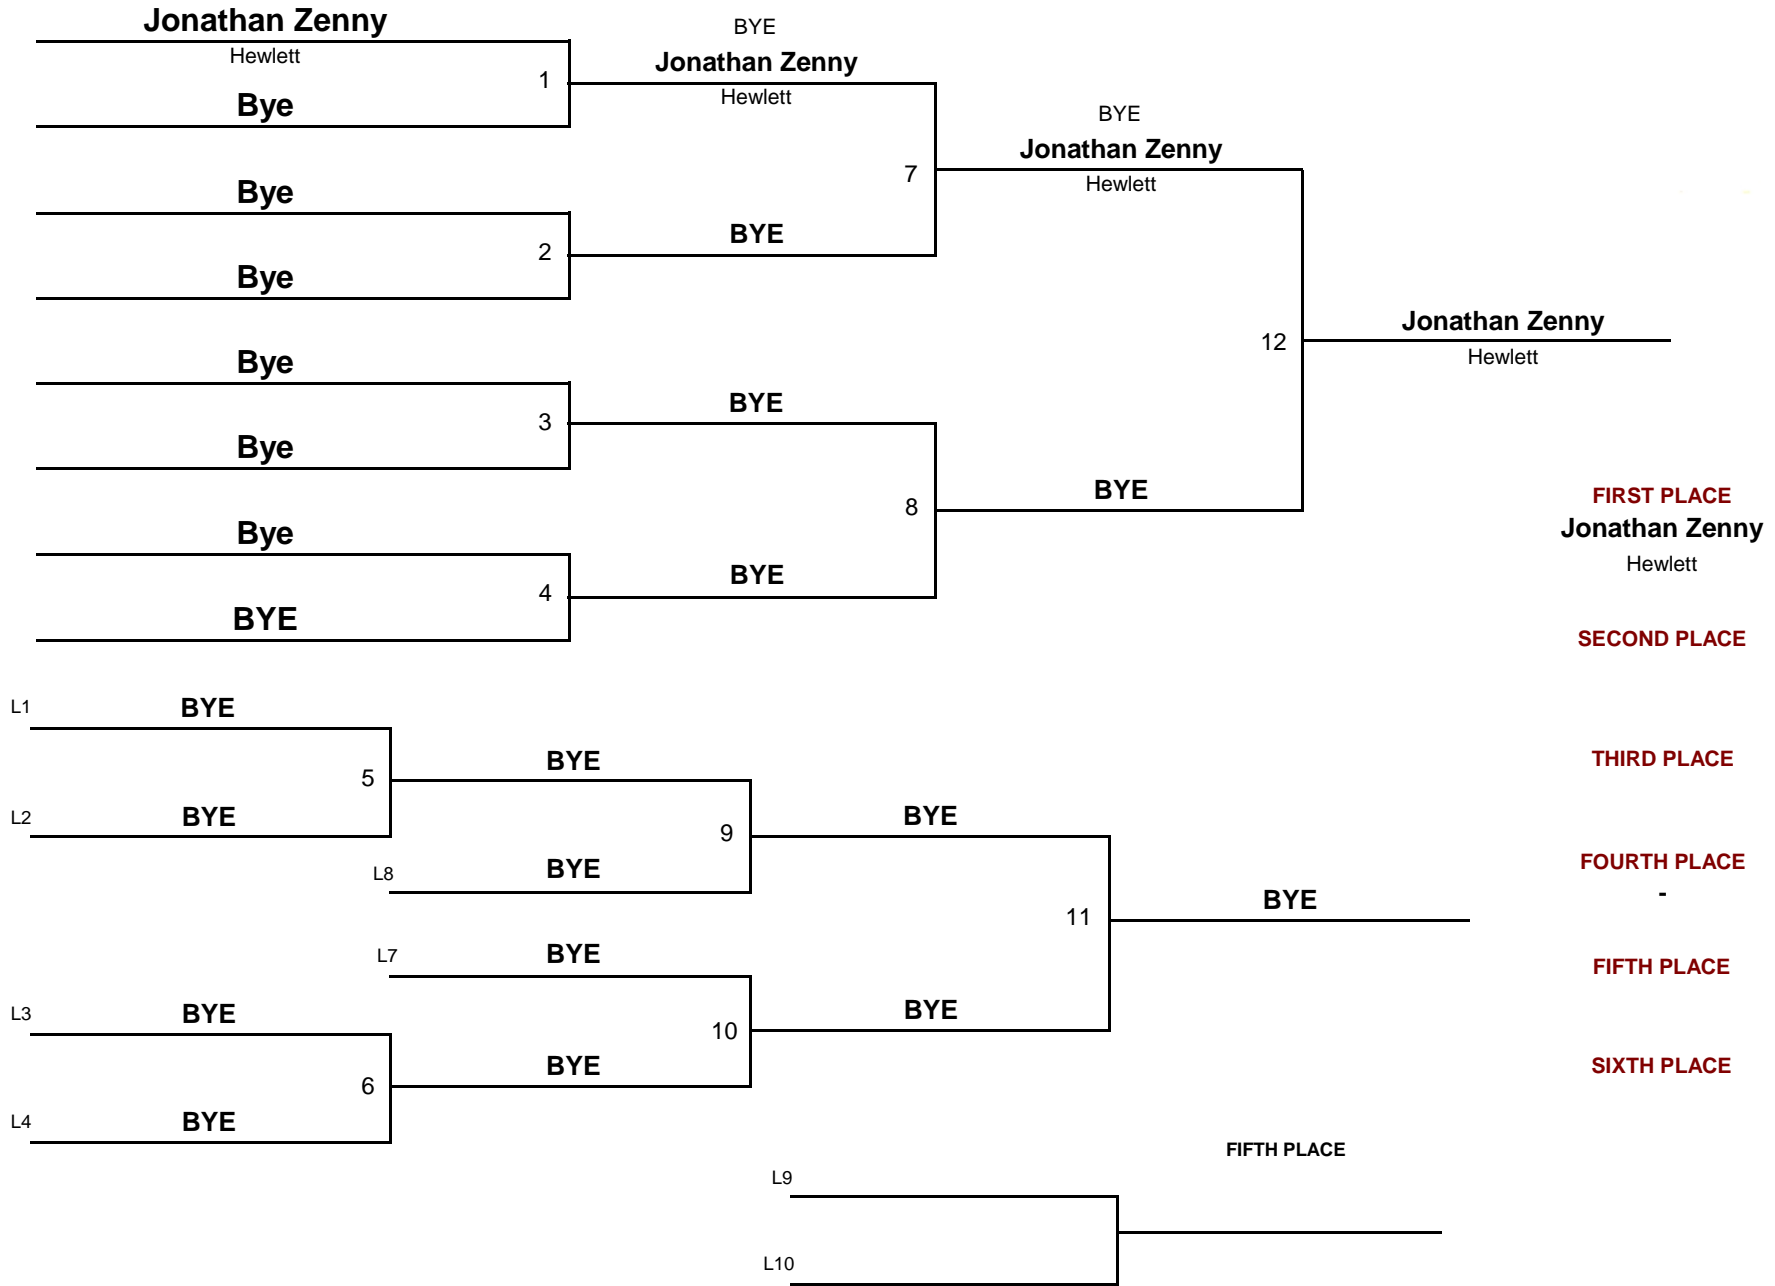 Jonathan Zenny
Hewlett
Bye
1
BYE
Jonathan Zenny
Hewlett
Bye
Bye
2
BYE
7
BYE
Jonathan Zenny
Hewlett
Bye
Bye
3
BYE
Bye
BYE
4
BYE
8
BYE
12
Jonathan Zenny
Hewlett
FIRST PLACE
Jonathan Zenny
Hewlett
SECOND PLACE
THIRD PLACE
FOURTH PLACE
-
FIFTH PLACE
SIXTH PLACE
L1 BYE
5
L2 BYE
BYE
9
L8 BYE
BYE
L7 BYE
10
L3 BYE
6
L4 BYE
BYE
BYE
11
BYE
FIFTH PLACE
L9
L10